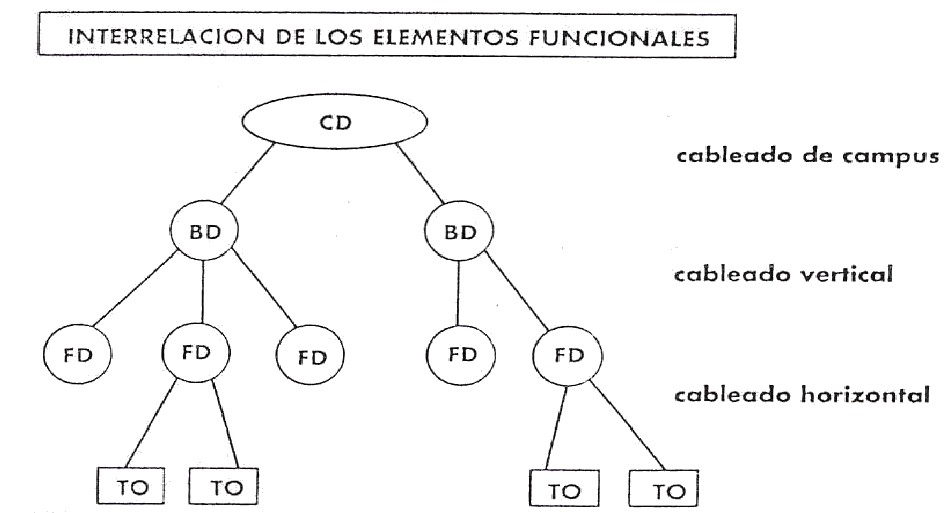 INTERRELACION DE LOS ELEMENTOS FUNCIONALES
CD
cableado de campus
BD BD
cableado vertical
FD FD FD FD FD
cableado horizontal
TO TO TO TO